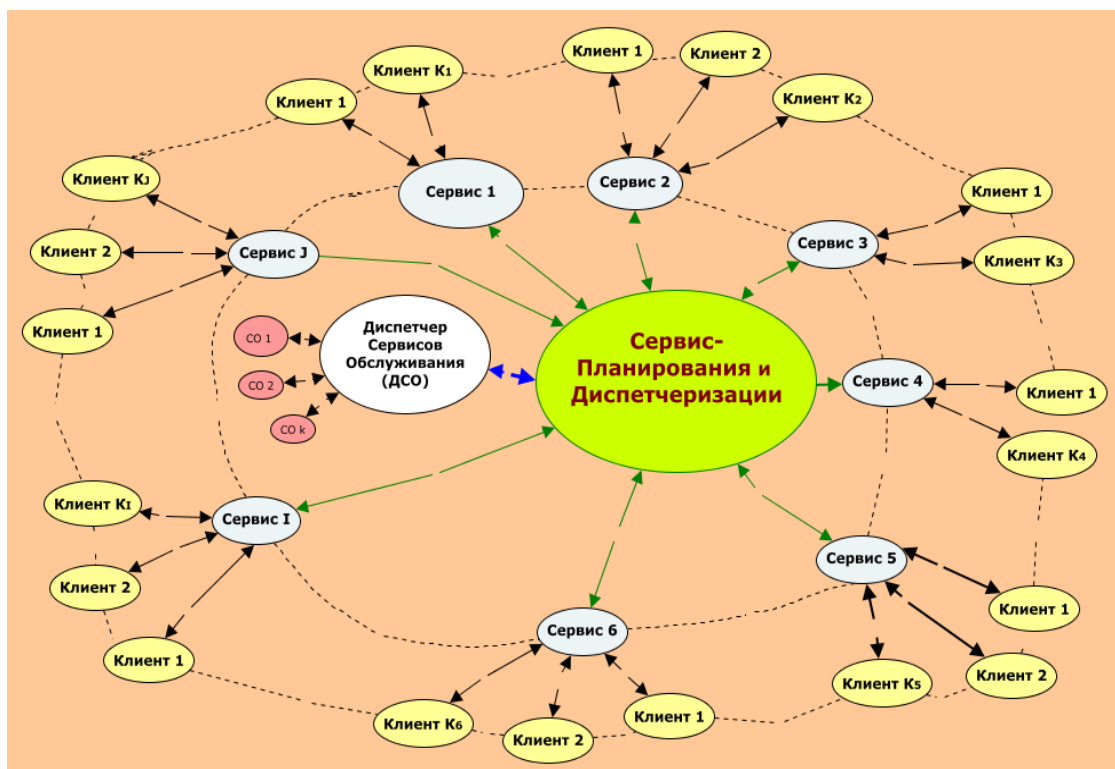 Клиент 1
Клиент 2
Клиент K1
Клиент 1
Клиент K2
Клиент KJ
Сервис 1
Сервис 2
Клиент 1
Клиент 2
Сервис J
Сервис 3
Клиент K3
Клиент 1
СО 1
Диспетчер
Сервисов
Обслуживания
(ДСО)
Сервис-
Планирования и
Диспетчеризации
СО 2
Сервис 4
Клиент 1
СО k
Клиент K4
Клиент KI
Сервис I
Сервис 5
Клиент 2
Клиент 1
Клиент 1
Сервис 6
Клиент 2
Клиент K5
Клиент K6
Клиент 2
Клиент 1